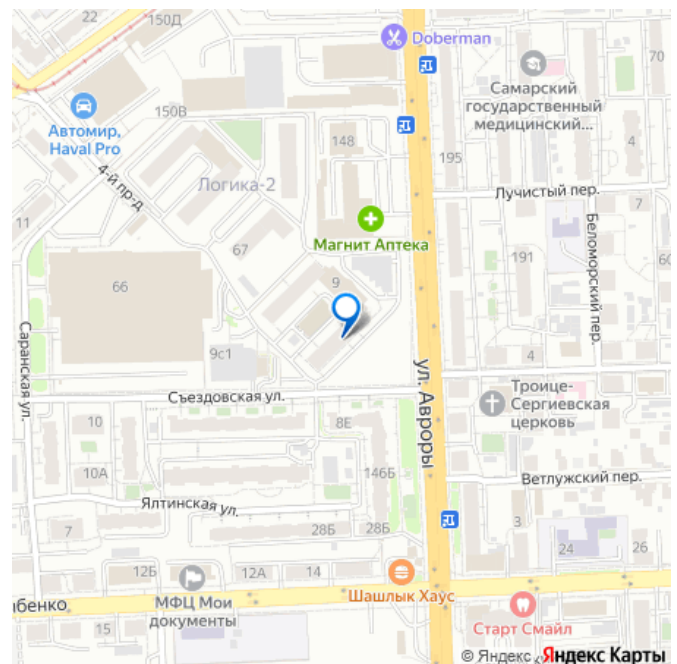 150Д
22
Doberman
70
Самарский
государственный
медицинский...
Автомир,
Haval Pro
150В
148
195
4
4-й пр-д
Логика-2
Лучистый пер.
11
7
Магнит Аптека
67
Беломорский пер.
191
66
9
Саранская ул.
9с1
ул. Авроры
4
Съездовская ул.
Троице-
Сергиевская
церковь
10
8Е
10А
146Б
Ветлужский пер.
Ялтинская ул.
7
28Б
28Б
3
24
26
12Б
12А
14
Шашлык Хаус
бенко
МФЦ Мои
документы
15
Старт Смайл
© Яндекс
Яндекс Карты